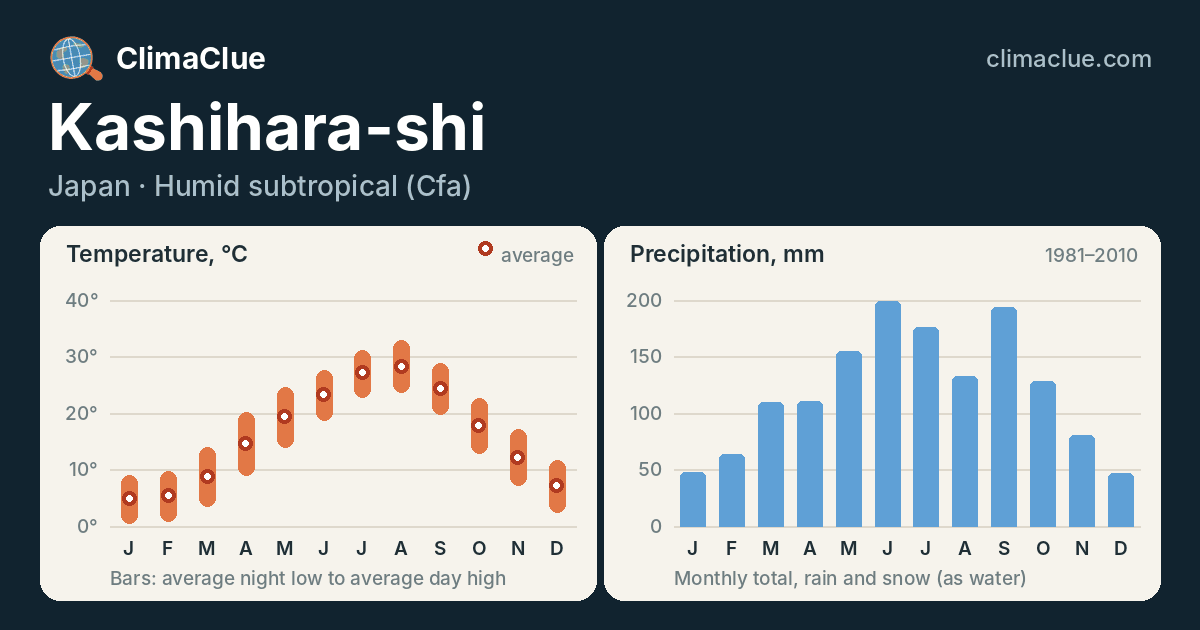 ClimaClue
climaclue.com
Kashihara-shi
Japan · Humid subtropical (Cfa)
Temperature, °C
average
40°
30°
20°
10°
0°
J F M A M J J A S O N D
Bars: average night low to average day high
Precipitation, mm
1981–2010
200
150
100
50
0
J F M A M J J A S O N D
Monthly total, rain and snow (as water)